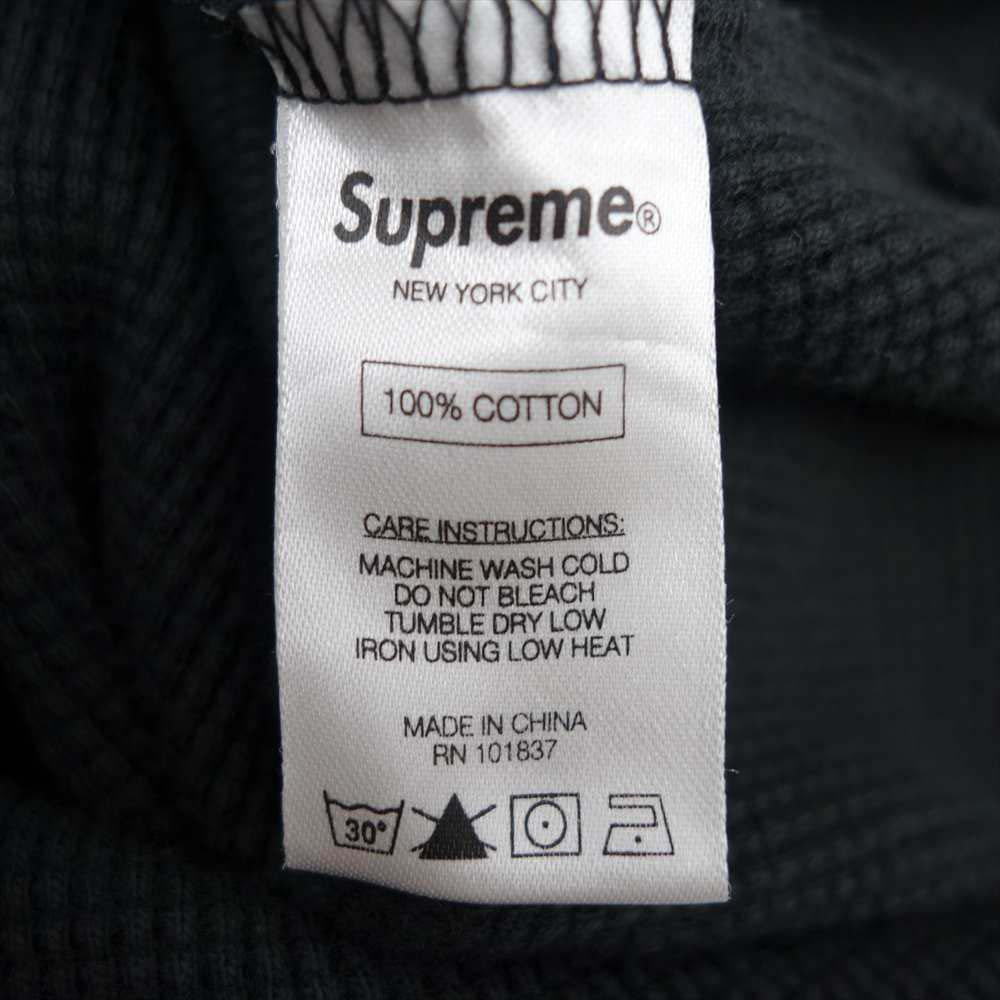 Supreme®
NEW YORK CITY
100% COTTON
CARE INSTRUCTIONS:
MACHINE WASH COLD
DO NOT BLEACH
TUMBLE DRY LOW
IRON USING LOW HEAT
MADE IN CHINA
RN 101837
30°